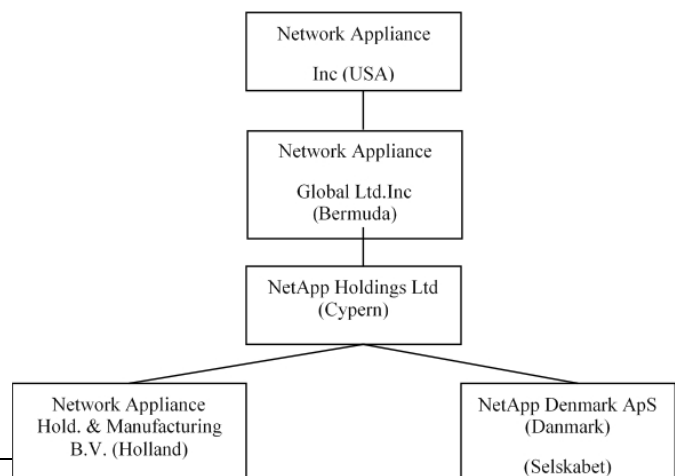 Network Appliance
Inc (USA)
Network Appliance
Global Ltd.Inc
(Bermuda)
NetApp Holdings Ltd
(Cypern)
Network Appliance
Hold. & Manufacturing
B.V. (Holland)
NetApp Denmark ApS
(Danmark)
(Selskabet)